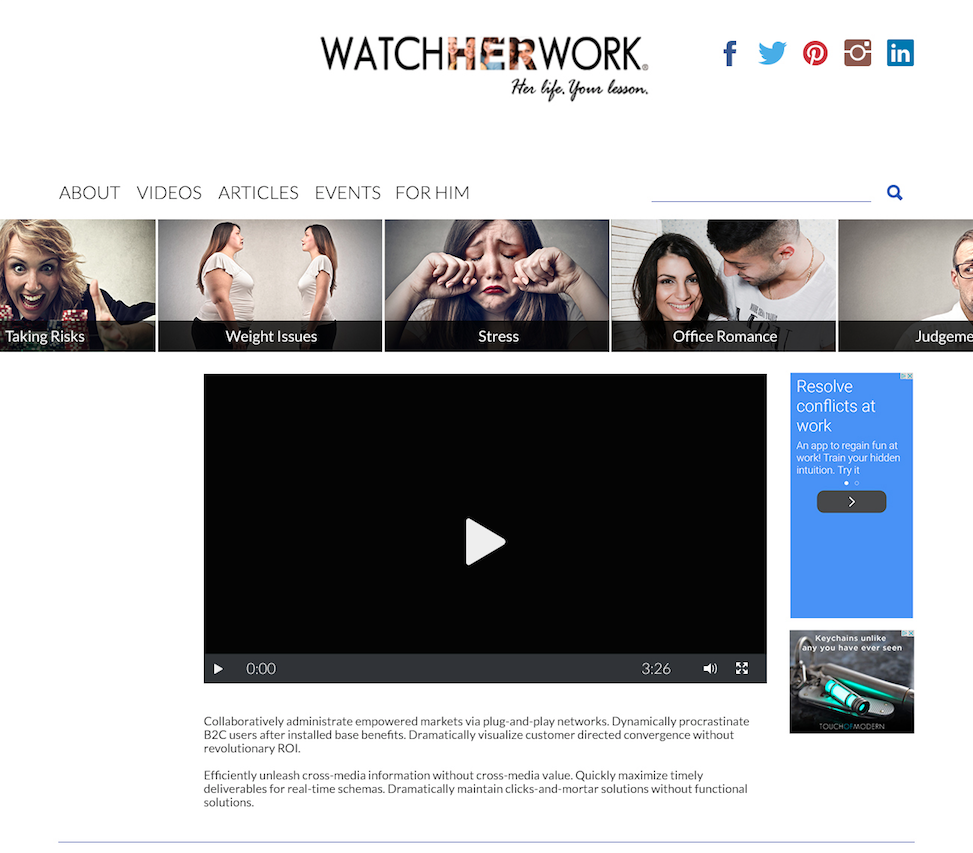 WATCHHERWORK®
Her life. Your lesson.
ABOUT VIDEOS ARTICLES EVENTS FOR HIM
Taking Risks
Weight Issues
Stress
Office Romance
Judgeme
Resolve
conflicts at
work
An app to regain fun at
work! Train your hidden
intuition. Try it
0:00
3:26
Keychains unlike
any you have ever seen
TOUCHOFMODERN
Collaboratively administrate empowered markets via plug-and-play networks. Dynamically procrastinate
B2C users after installed base benefits. Dramatically visualize customer directed convergence without
revolutionary ROI.
Efficiently unleash cross-media information without cross-media value. Quickly maximize timely
deliverables for real-time schemas. Dramatically maintain clicks-and-mortar solutions without functional
solutions.